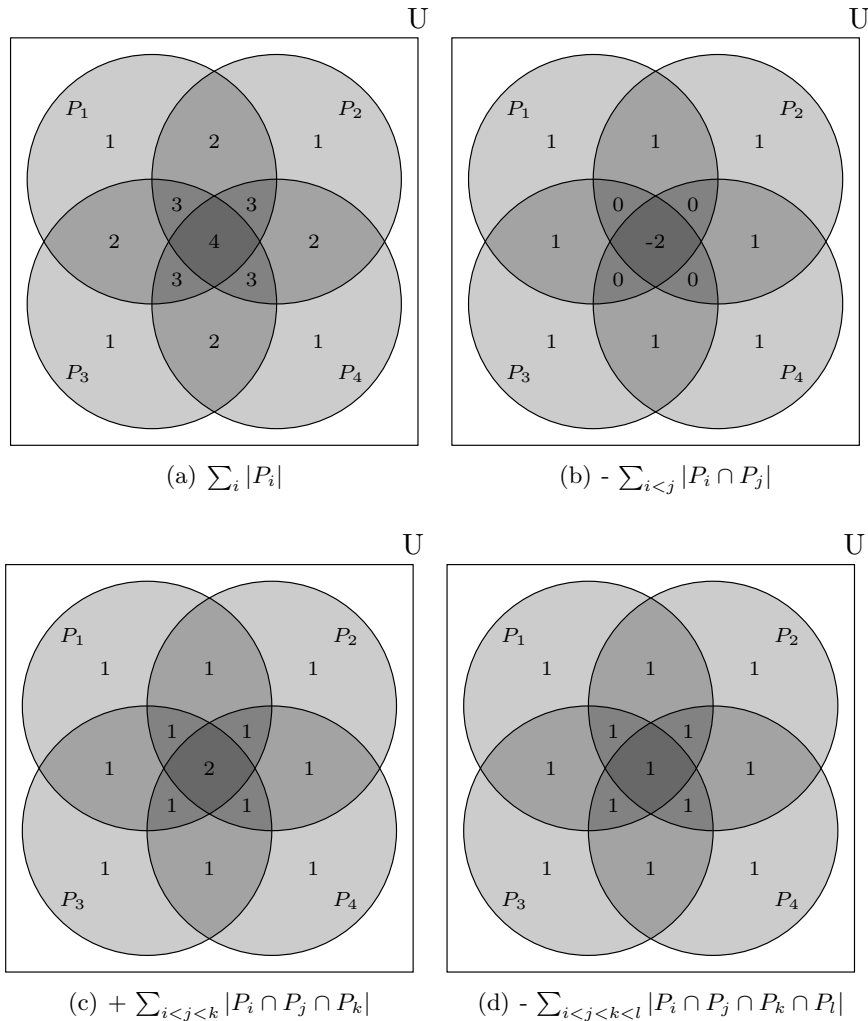 U U
P₁ P₂ P₁ P₂
1 2 1 1 1 1
3 3 0 0
2 4 2 1 -2 1
3 3 0 0
1 2 1 1 1 1
P₃ P₄ P₃ P₄
(a) ∑ᵢ |Pᵢ| (b) - ∑ᵢ<ⱼ |Pᵢ ∩ Pⱼ|
U U
P₁ P₂ P₁ P₂
1 1 1 1 1 1
1 1 1 1
1 2 1 1 1 1
1 1 1 1
1 1 1 1 1 1
P₃ P₄ P₃ P₄
(c) + ∑ᵢ<ⱼ<ₖ |Pᵢ ∩ Pⱼ ∩ Pₖ| (d) - ∑ᵢ<ⱼ<ₖ<ₗ |Pᵢ ∩ Pⱼ ∩ Pₖ ∩ Pₗ|